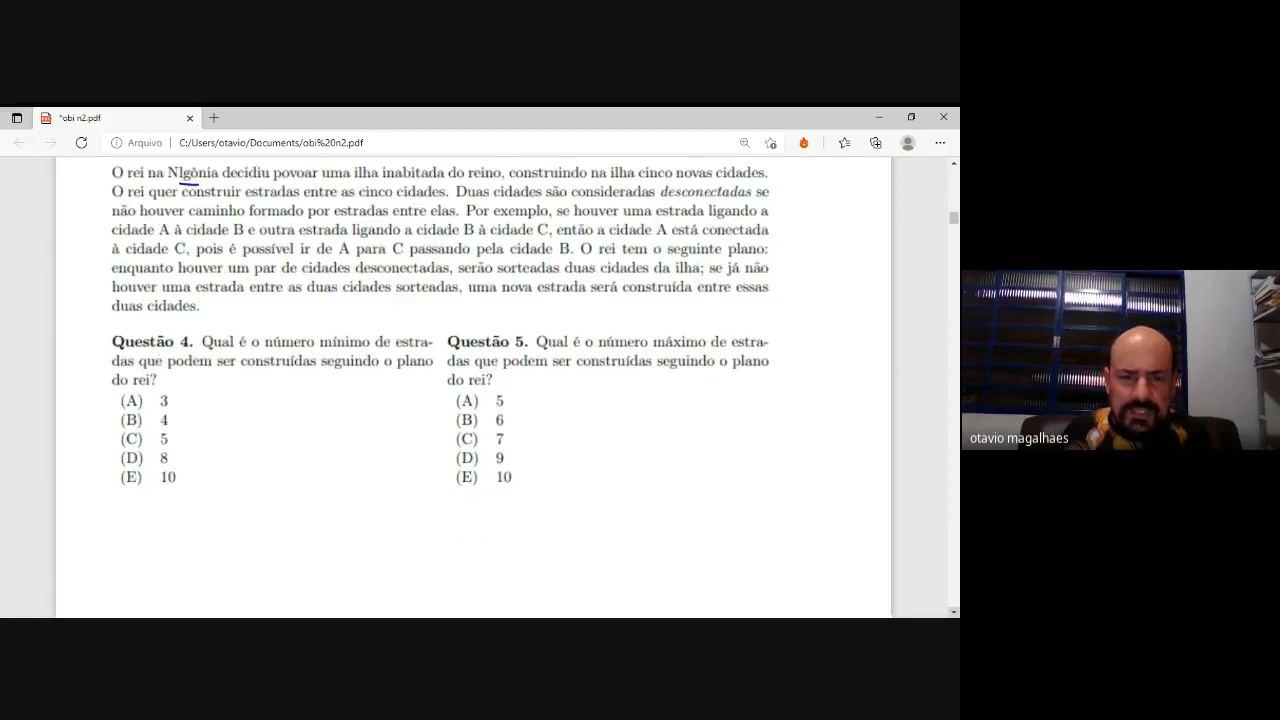 *obi n2.pdf
Arquivo C:/Users/otavio/Documents/obi%20n2.pdf
O rei na Nlgônia decidiu povoar uma ilha inabitada do reino, construindo na ilha cinco novas cidades.
O rei quer construir estradas entre as cinco cidades. Duas cidades são consideradas desconectadas se
não houver caminho formado por estradas entre elas. Por exemplo, se houver uma estrada ligando a
cidade A à cidade B e outra estrada ligando a cidade B à cidade C, então a cidade A está conectada
à cidade C, pois é possível ir de A para C passando pela cidade B. O rei tem o seguinte plano:
enquanto houver um par de cidades desconectadas, serão sorteadas duas cidades da ilha; se já não
houver uma estrada entre as duas cidades sorteadas, uma nova estrada será construída entre essas
duas cidades.
Questão 4. Qual é o número mínimo de estra-
das que podem ser construídas seguindo o plano
do rei?
(A) 3
(B) 4
(C) 5
(D) 8
(E) 10
Questão 5. Qual é o número máximo de estra-
das que podem ser construídas seguindo o plano
do rei?
(A) 5
(B) 6
(C) 7
(D) 9
(E) 10
otavio magalhaes